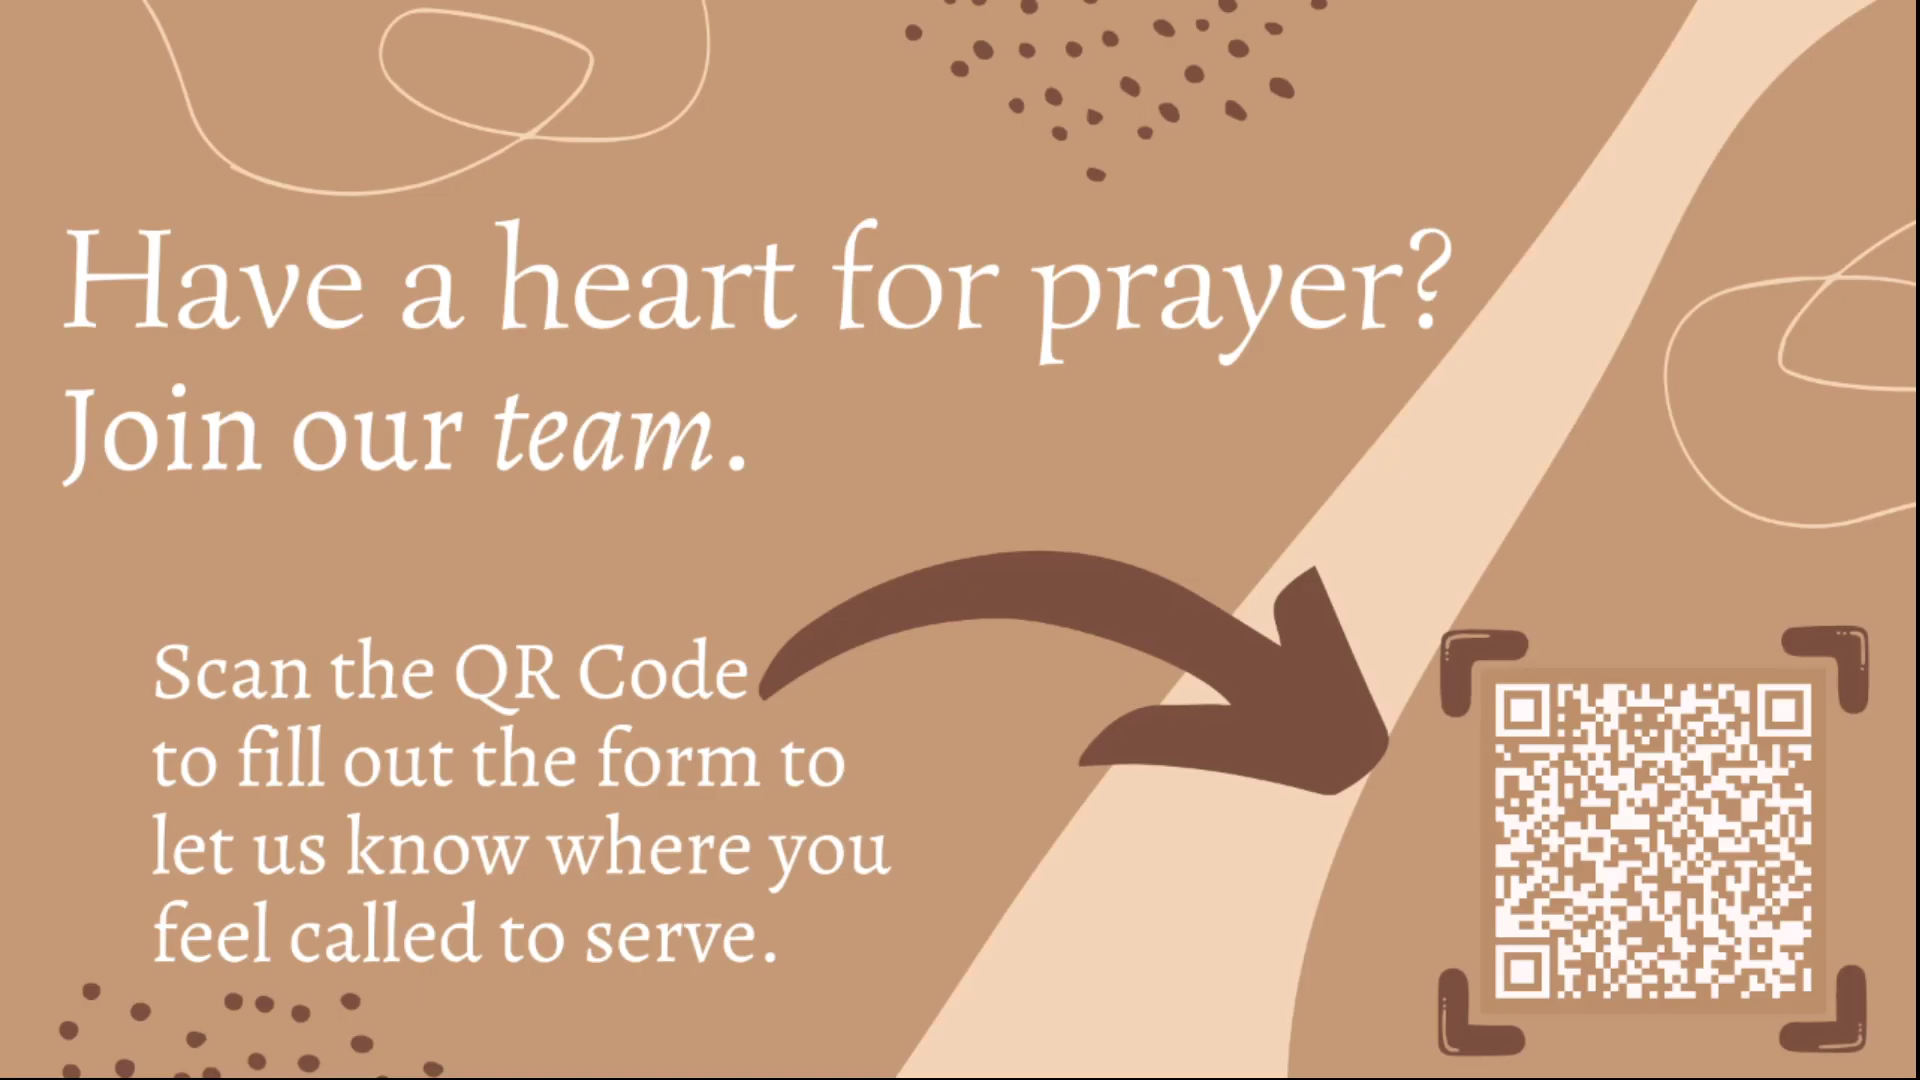 Have a heart for prayer?
Join our team.
Scan the QR Code
to fill out the form to
let us know where you
feel called to serve.